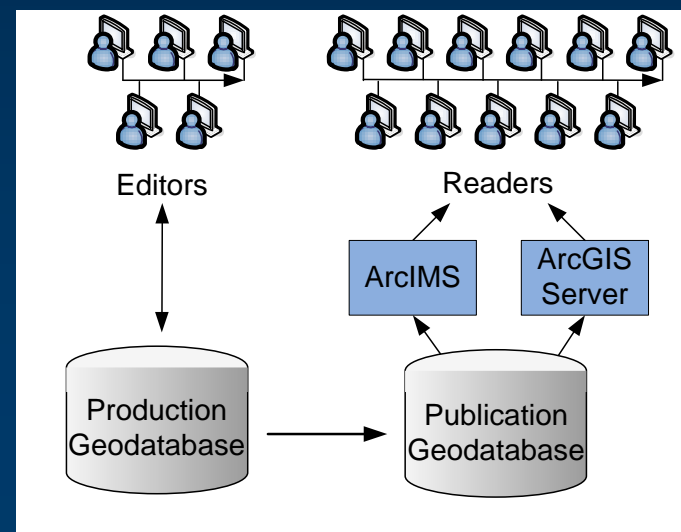 Editors
Readers
ArcIMS
ArcGIS
Server
Production
Geodatabase
Publication
Geodatabase